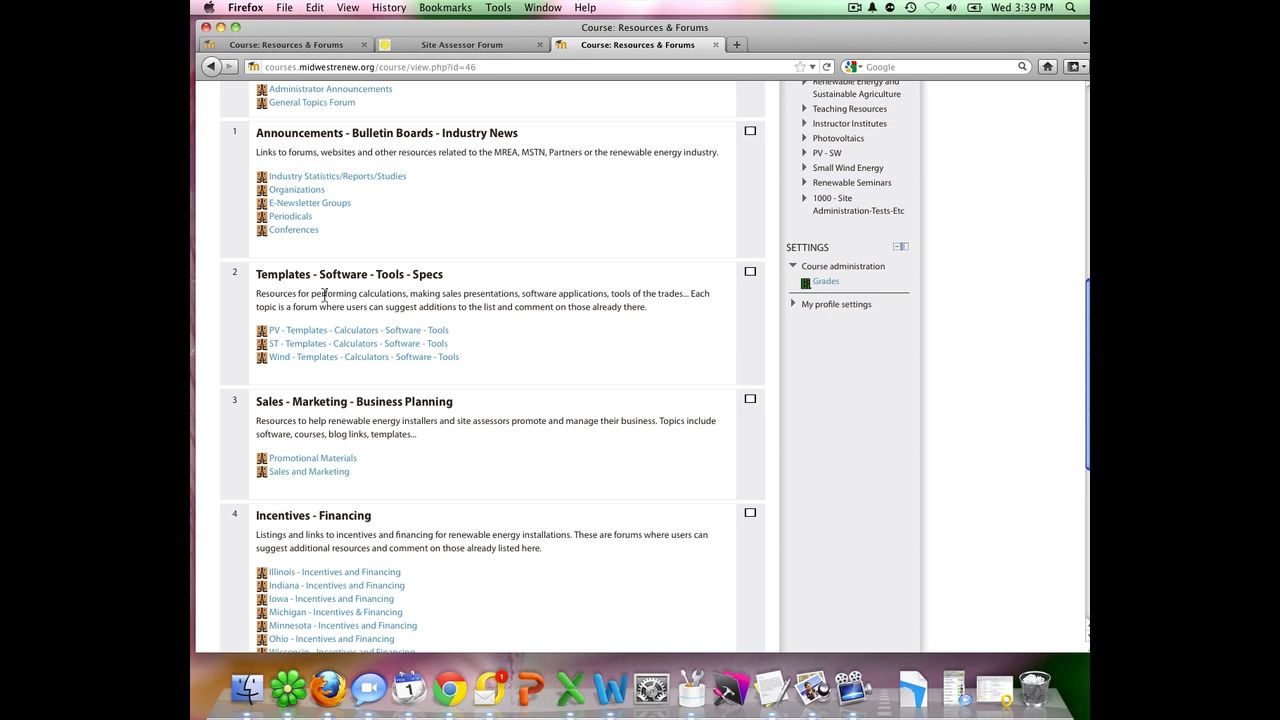 Firefox File Edit View History Bookmarks Tools Window Help Wed 3:39 PM
Course: Resources & Forums
Course: Resources & Forums Site Assessor Forum Course: Resources & Forums
courses.midwestrenew.org/course/view.php?id=46 Google
Administrator Announcements
General Topics Forum
1
Announcements - Bulletin Boards - Industry News
Links to forums, websites and other resources related to the MREA, MSTN, Partners or the renewable energy industry.
Industry Statistics/Reports/Studies
Organizations
E-Newsletter Groups
Periodicals
Conferences
2
Templates - Software - Tools - Specs
Resources for performing calculations, making sales presentations, software applications, tools of the trades... Each
topic is a forum where users can suggest additions to the list and comment on those already there.
PV - Templates - Calculators - Software - Tools
ST - Templates - Calculators - Software - Tools
Wind - Templates - Calculators - Software - Tools
3
Sales - Marketing - Business Planning
Resources to help renewable energy installers and site assessors promote and manage their business. Topics include
software, courses, blog links, templates...
Promotional Materials
Sales and Marketing
4
Incentives - Financing
Listings and links to incentives and financing for renewable energy installations. These are forums where users can
suggest additional resources and comment on those already listed here.
Illinois - Incentives and Financing
Indiana - Incentives and Financing
Iowa - Incentives and Financing
Michigan - Incentives & Financing
Minnesota - Incentives and Financing
Ohio - Incentives and Financing
Wisconsin - Incentives and Financing
Renewable Energy and
Sustainable Agriculture
Teaching Resources
Instructor Institutes
Photovoltaics
PV - SW
Small Wind Energy
Renewable Seminars
1000 - Site
Administration-Tests-Etc
SETTINGS
Course administration
Grades
My profile settings
FEB
1
1